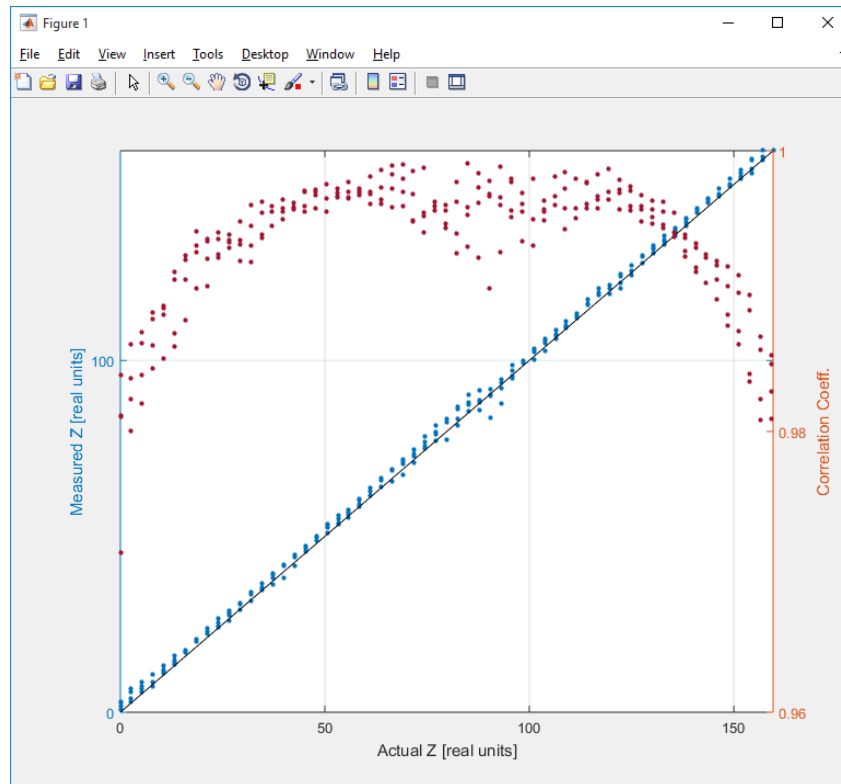 Figure 1
File Edit View Insert Tools Desktop Window Help
1
100
Measured Z [real units]
0.98
Correlation Coeff.
0
0.96
0 50 100 150
Actual Z [real units]